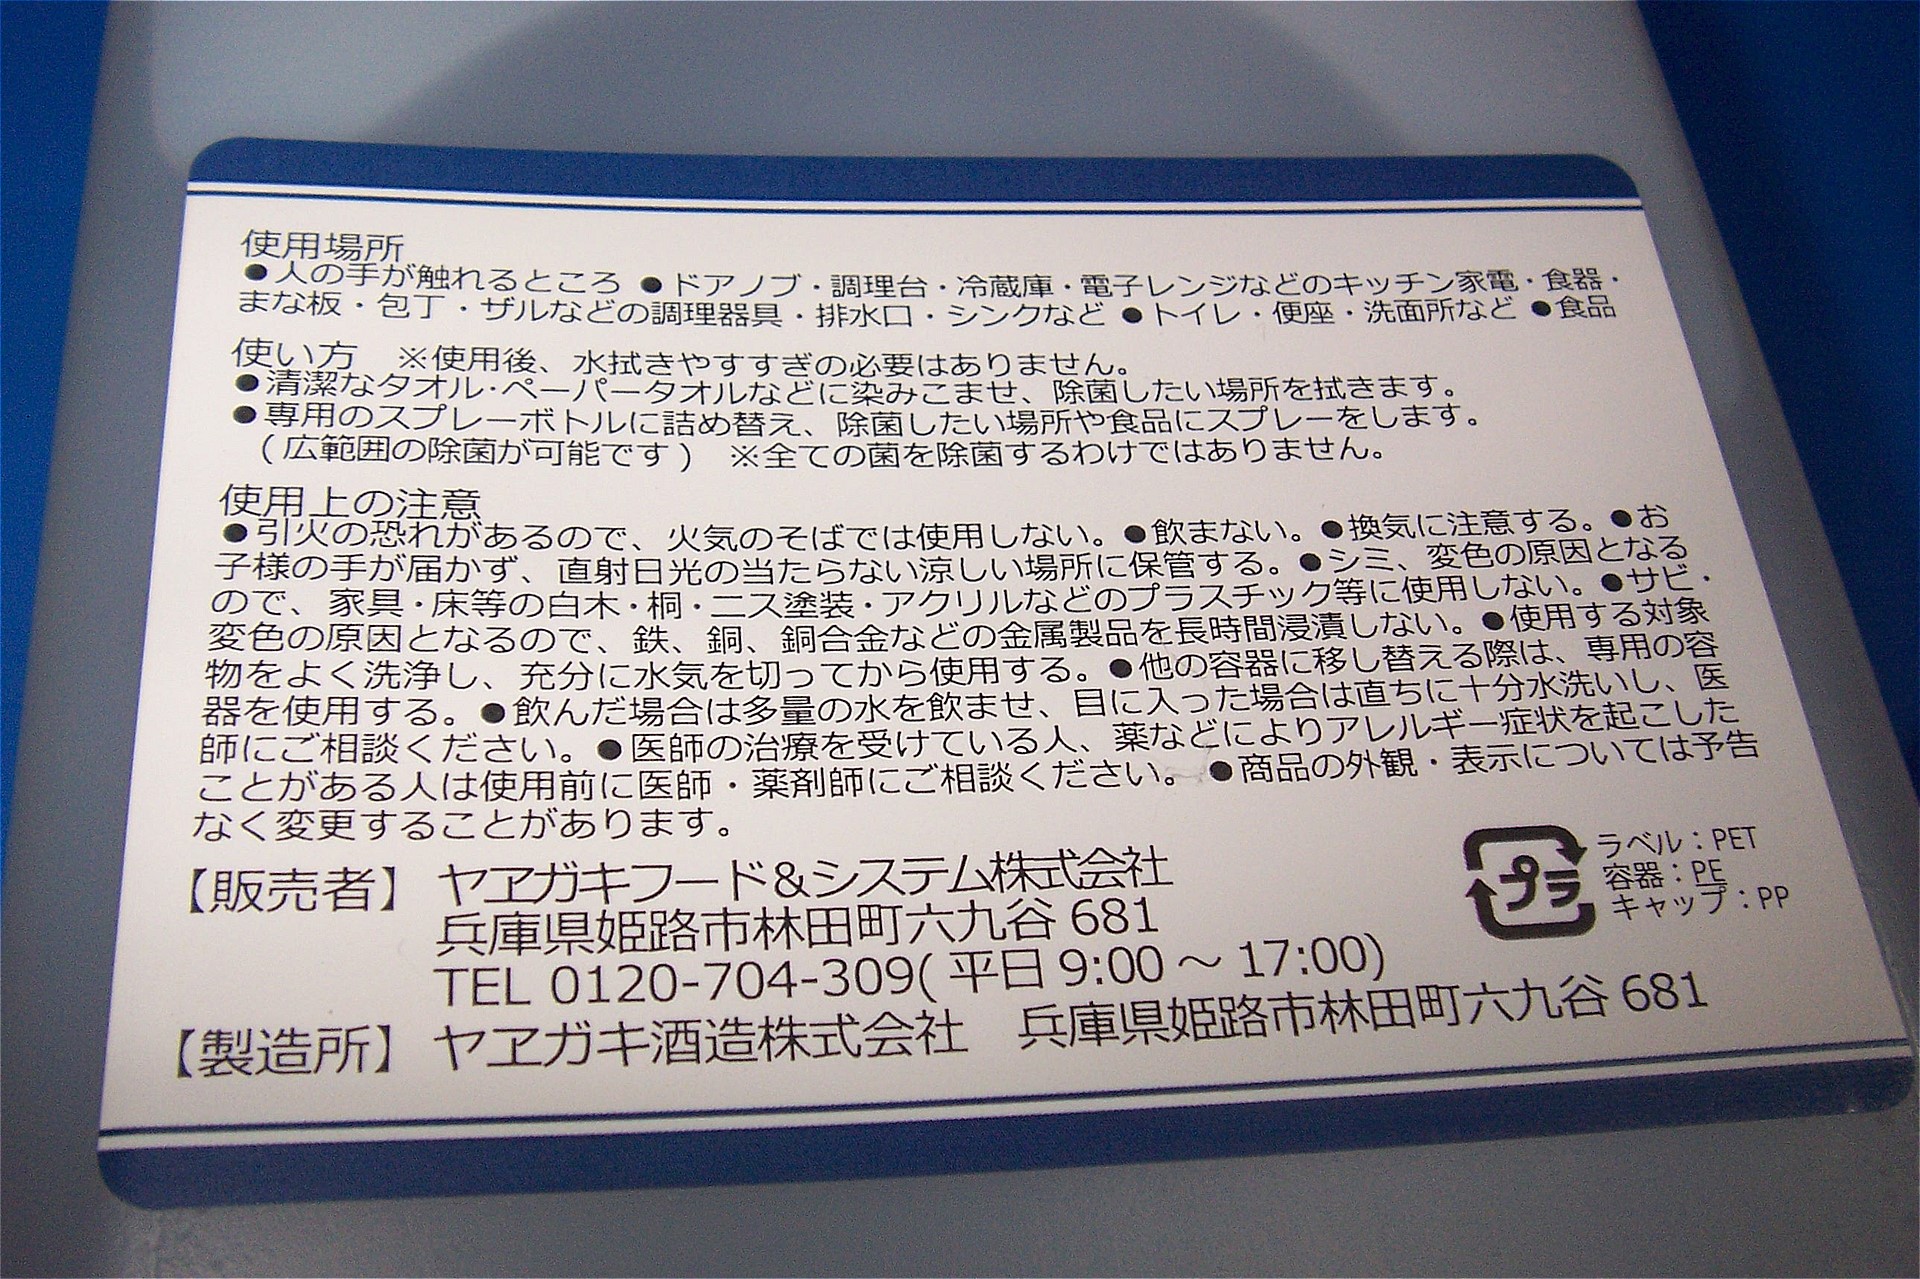 使用場所
●人の手が触れるところ ●ドアノブ・調理台・冷蔵庫・電子レンジなどのキッチン家電・食器・
まな板・包丁・ザルなどの調理器具・排水口・シンクなど ●トイレ・便座・洗面所など ●食品
使い方　※使用後、水拭きやすすぎの必要はありません。
●清潔なタオル・ペーパータオルなどに染みこませ、除菌したい場所を拭きます。
●専用のスプレーボトルに詰め替え、除菌したい場所や食品にスプレーをします。
(広範囲の除菌が可能です)　※全ての菌を除菌するわけではありません。
使用上の注意
●引火の恐れがあるので、火気のそばでは使用しない。●飲まない。●換気に注意する。●お
子様の手が届かず、直射日光の当たらない涼しい場所に保管する。●シミ、変色の原因となる
ので、家具・床等の白木・桐・ニス塗装・アクリルなどのプラスチック等に使用しない。●サビ・
変色の原因となるので、鉄、銅、銅合金などの金属製品を長時間浸漬しない。●使用する対象
物をよく洗浄し、充分に水気を切ってから使用する。●他の容器に移し替える際は、専用の容
器を使用する。●飲んだ場合は多量の水を飲ませ、目に入った場合は直ちに十分水洗いし、医
師にご相談ください。●医師の治療を受けている人、薬などによりアレルギー症状を起こした
ことがある人は使用前に医師・薬剤師にご相談ください。●商品の外観・表示については予告
なく変更することがあります。
【販売者】 ヤヱガキフード&システム株式会社
兵庫県姫路市林田町六九谷 681
TEL 0120-704-309( 平日 9:00 ～ 17:00)
【製造所】 ヤヱガキ酒造株式会社　兵庫県姫路市林田町六九谷 681
プラ
ラベル：PET
容器：PE
キャップ：PP